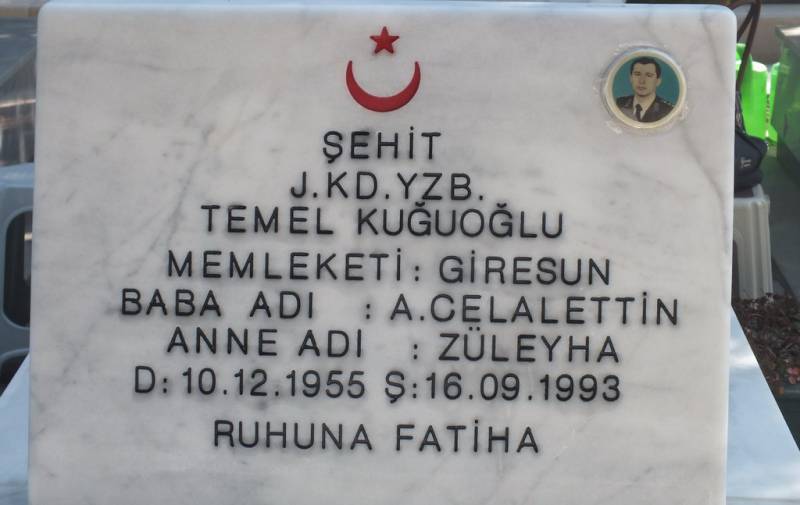 ŞEHİT
J.KD.YZB.
TEMEL KUĞUOĞLU
MEMLEKETİ : GİRESUN
BABA ADI : A.CELALETTİN
ANNE ADI : ZÜLEYHA
D: 10.12.1955 Ş:16.09.1993
RUHUNA FATİHA